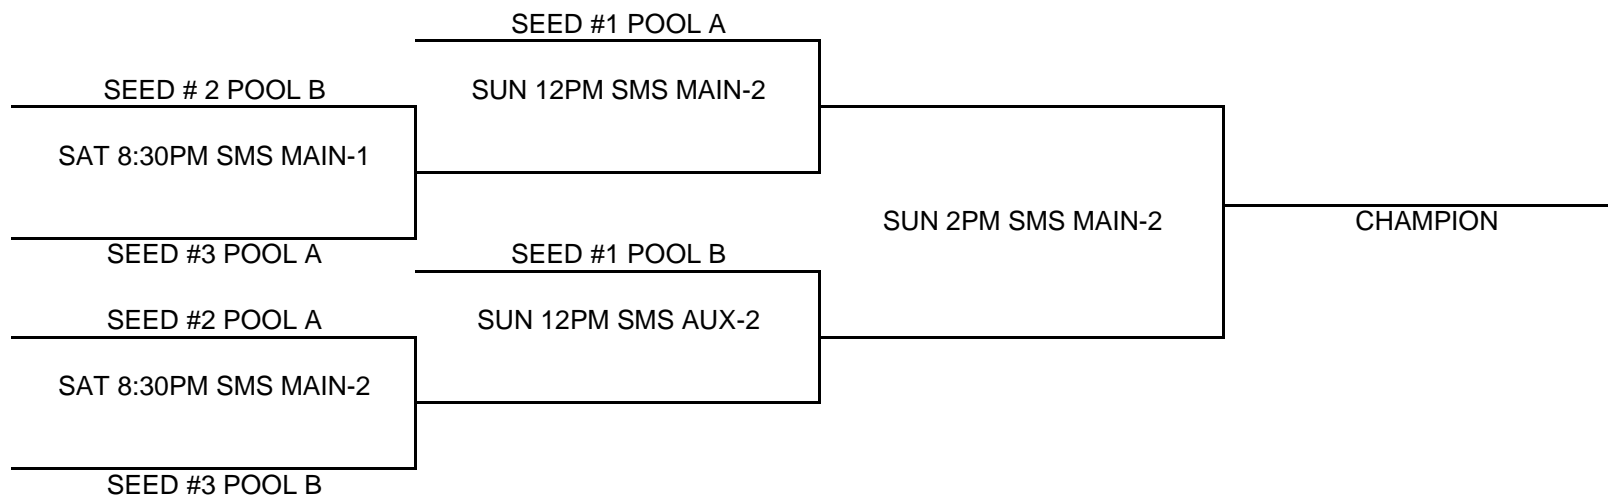 SEED #1 POOL A
SEED # 2 POOL B
SUN 12PM SMS MAIN-2
SAT 8:30PM SMS MAIN-1
SUN 2PM SMS MAIN-2
CHAMPION
SEED #3 POOL A
SEED #1 POOL B
SEED #2 POOL A
SUN 12PM SMS AUX-2
SAT 8:30PM SMS MAIN-2
SEED #3 POOL B